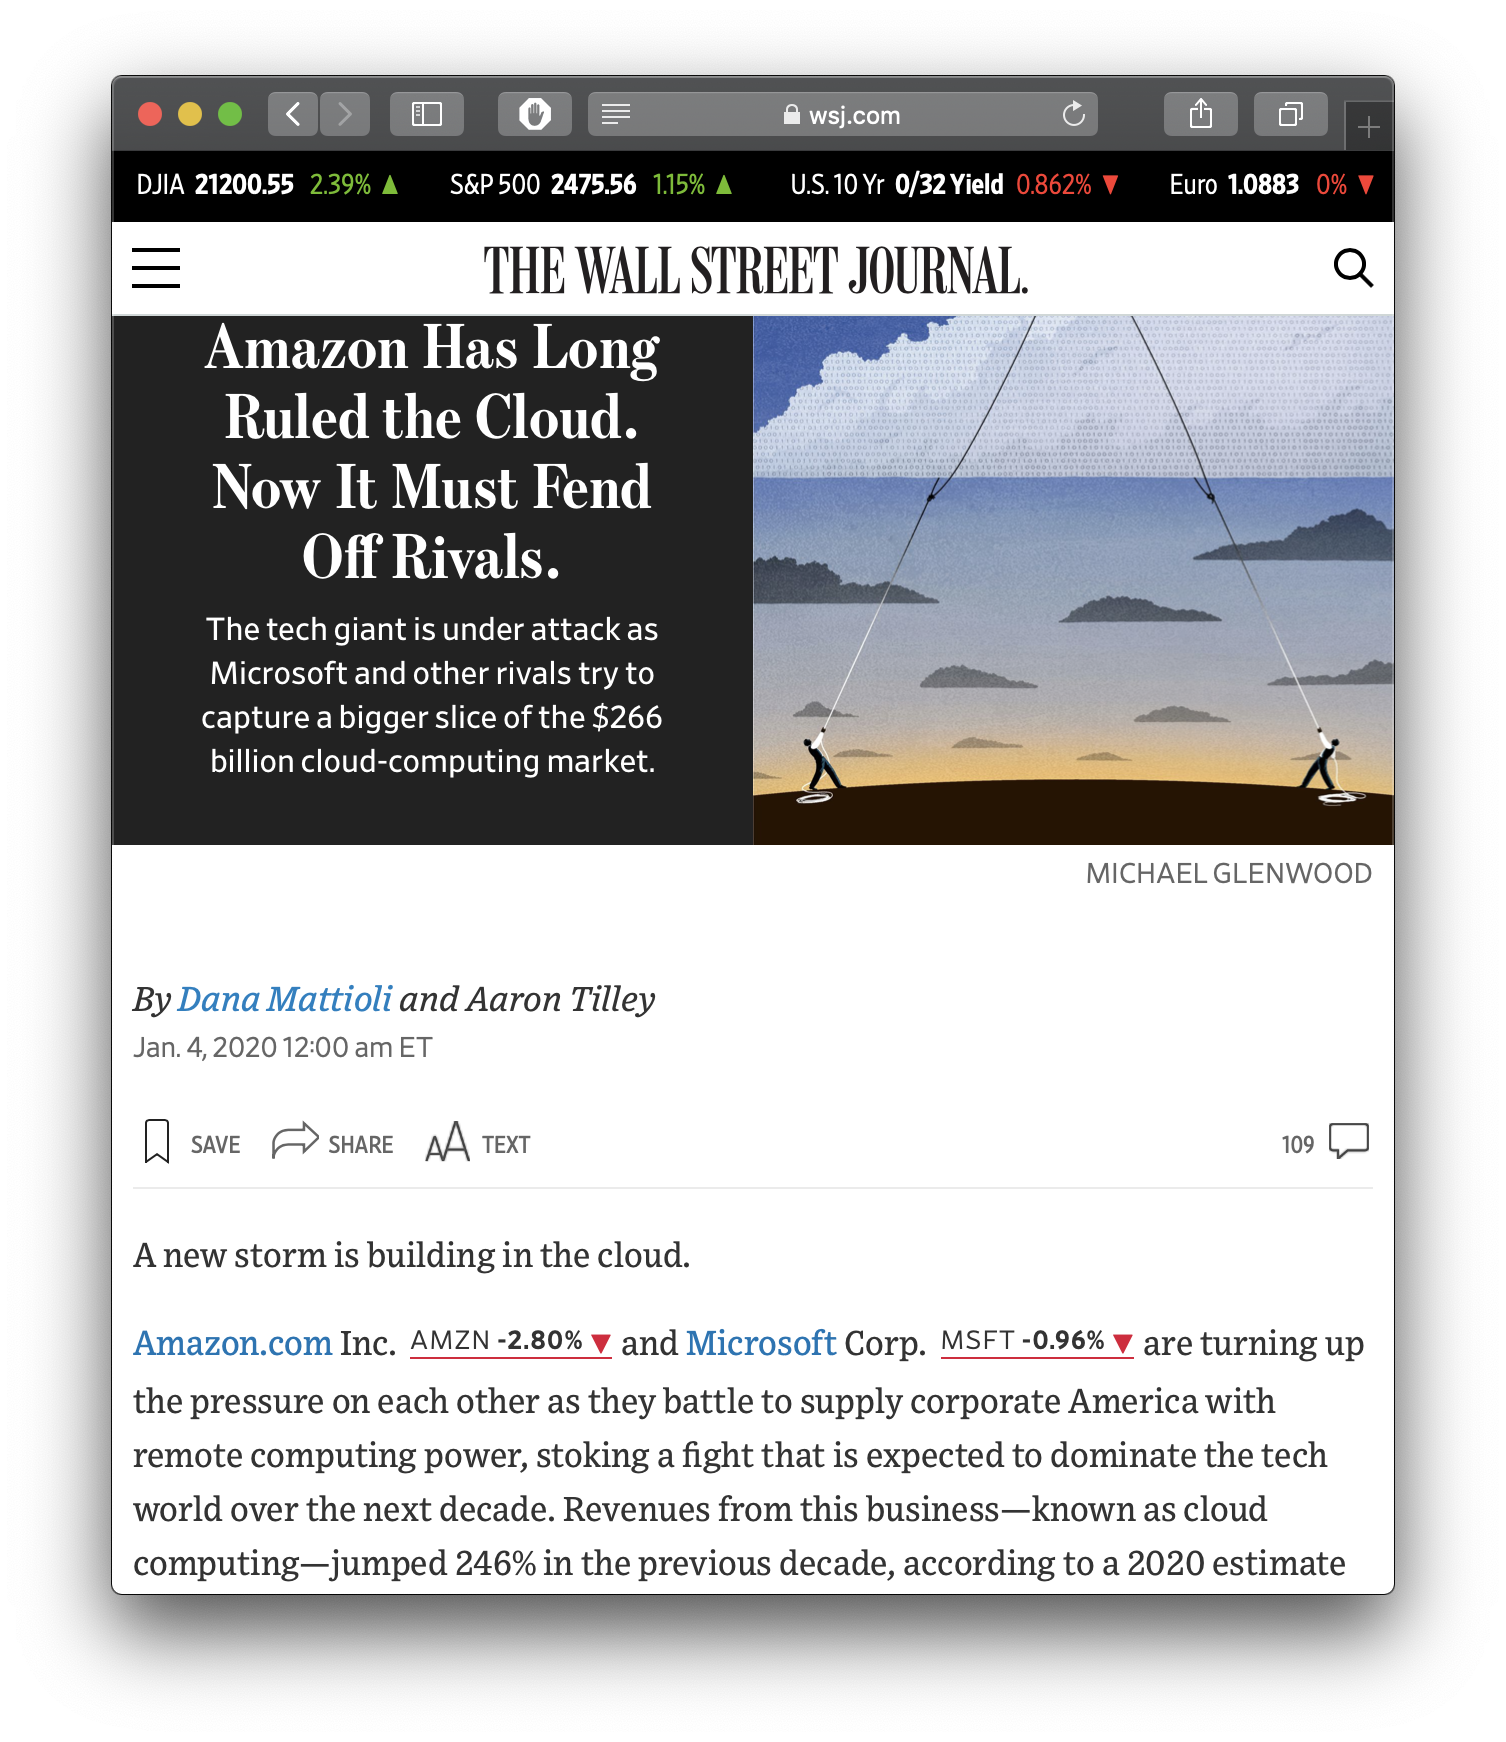 wsj.com
DJIA 21200.55 2.39% ▲ S&P 500 2475.56 1.15% ▲ U.S. 10 Yr 0/32 Yield 0.862% ▼ Euro 1.0883 0% ▼
THE WALL STREET JOURNAL.
Amazon Has Long
Ruled the Cloud.
Now It Must Fend
Off Rivals.
The tech giant is under attack as
Microsoft and other rivals try to
capture a bigger slice of the $266
billion cloud-computing market.
MICHAEL GLENWOOD
By Dana Mattioli and Aaron Tilley
Jan. 4, 2020 12:00 am ET
SAVE SHARE AA TEXT 109
A new storm is building in the cloud.
Amazon.com Inc. AMZN -2.80% ▼ and Microsoft Corp. MSFT -0.96% ▼ are turning up
the pressure on each other as they battle to supply corporate America with
remote computing power, stoking a fight that is expected to dominate the tech
world over the next decade. Revenues from this business—known as cloud
computing—jumped 246% in the previous decade, according to a 2020 estimate